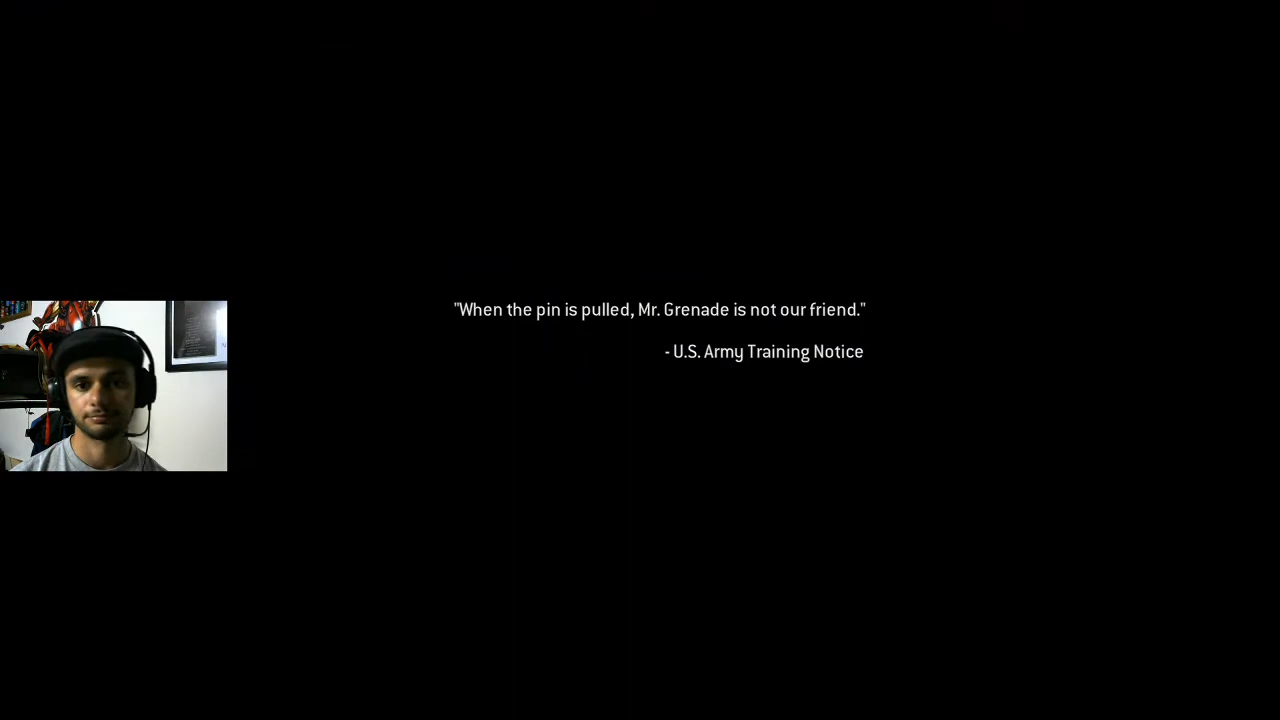 "When the pin is pulled, Mr. Grenade is not our friend."
- U.S. Army Training Notice